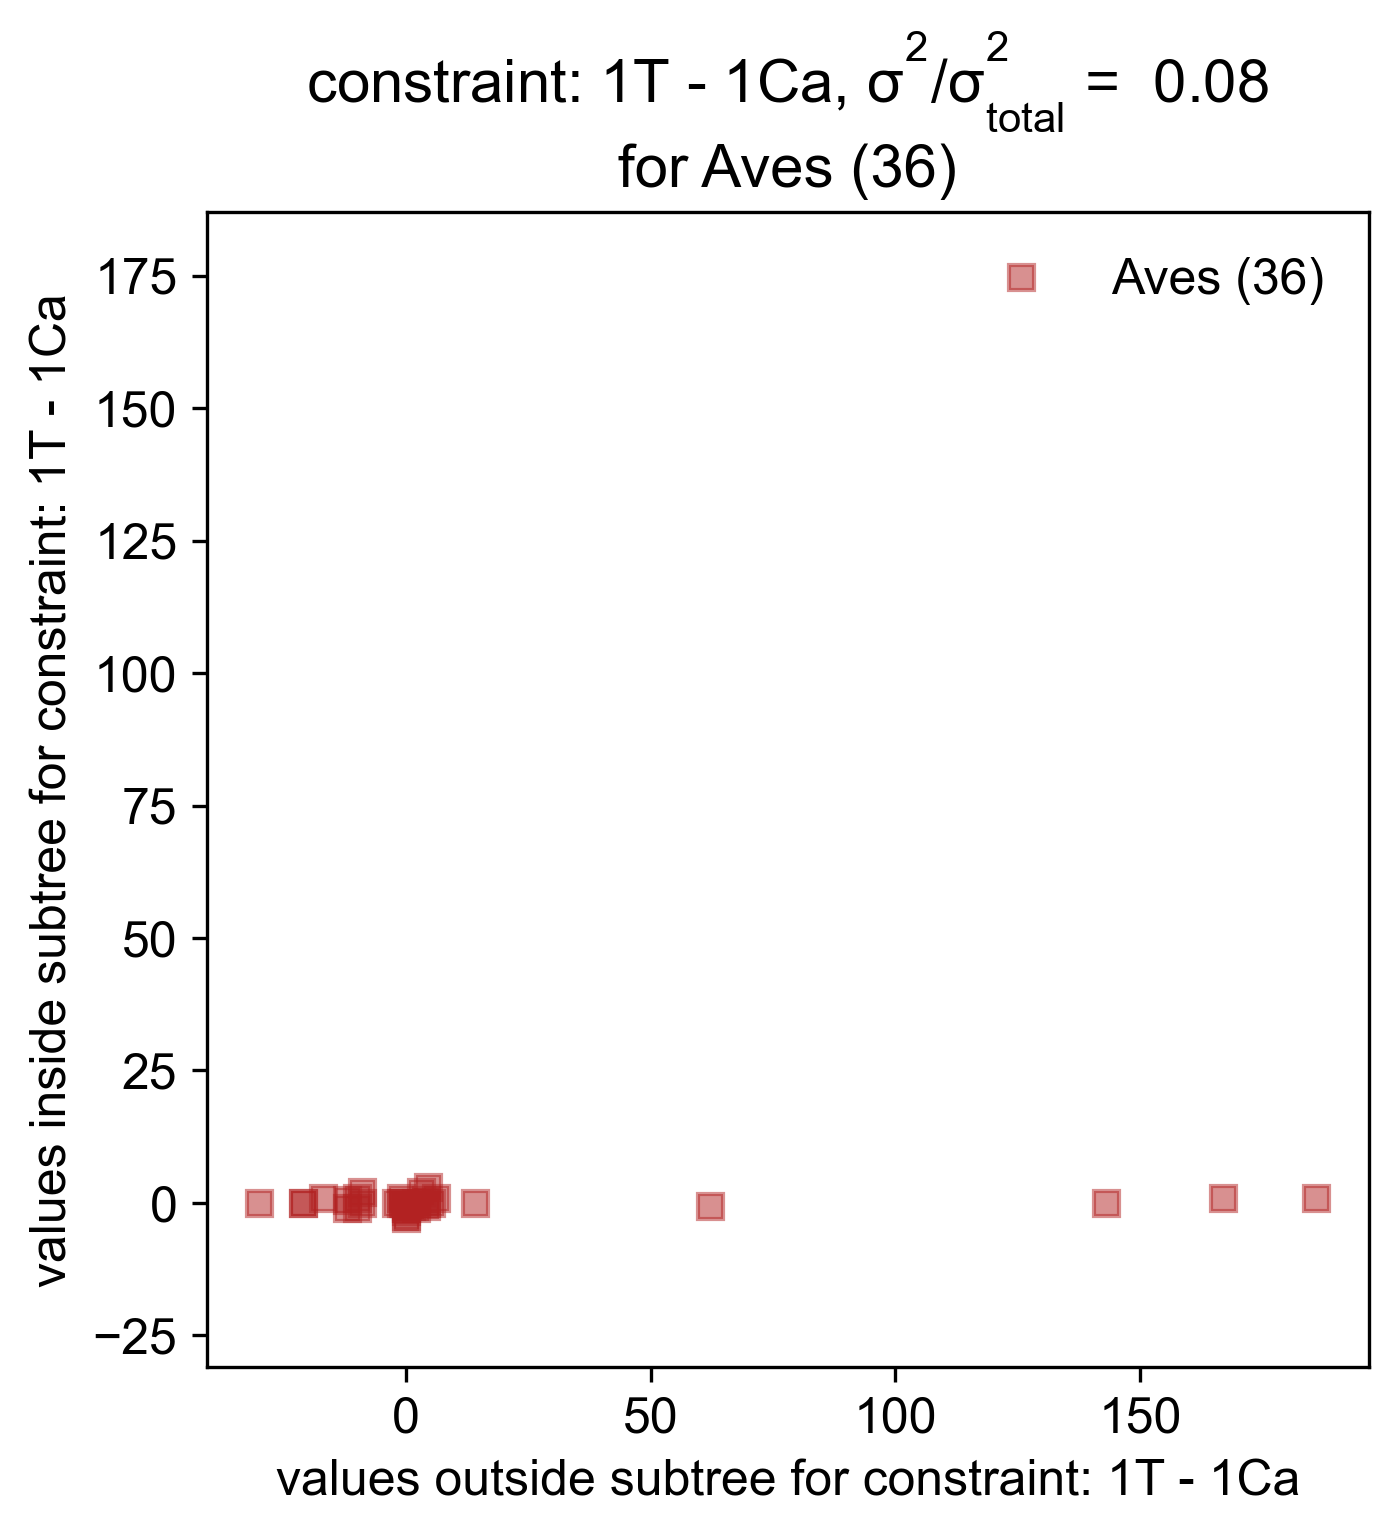 constraint: 1T - 1Ca, σ²/σ²total = 0.08
for Aves (36)
Aves (36)
values inside subtree for constraint: 1T - 1Ca
175
150
125
100
75
50
25
0
−25
0 50 100 150
values outside subtree for constraint: 1T - 1Ca